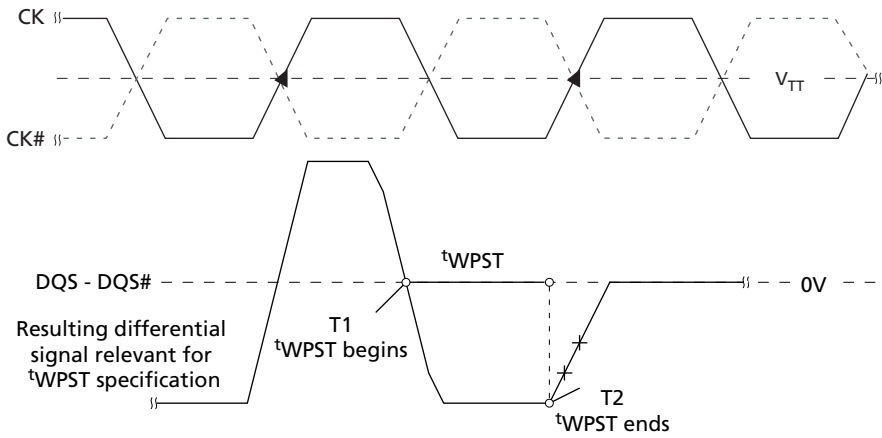 CK
V_TT
CK#
tWPST
DQS - DQS#
0V
Resulting differential
signal relevant for
tWPST specification
T1
tWPST begins
T2
tWPST ends